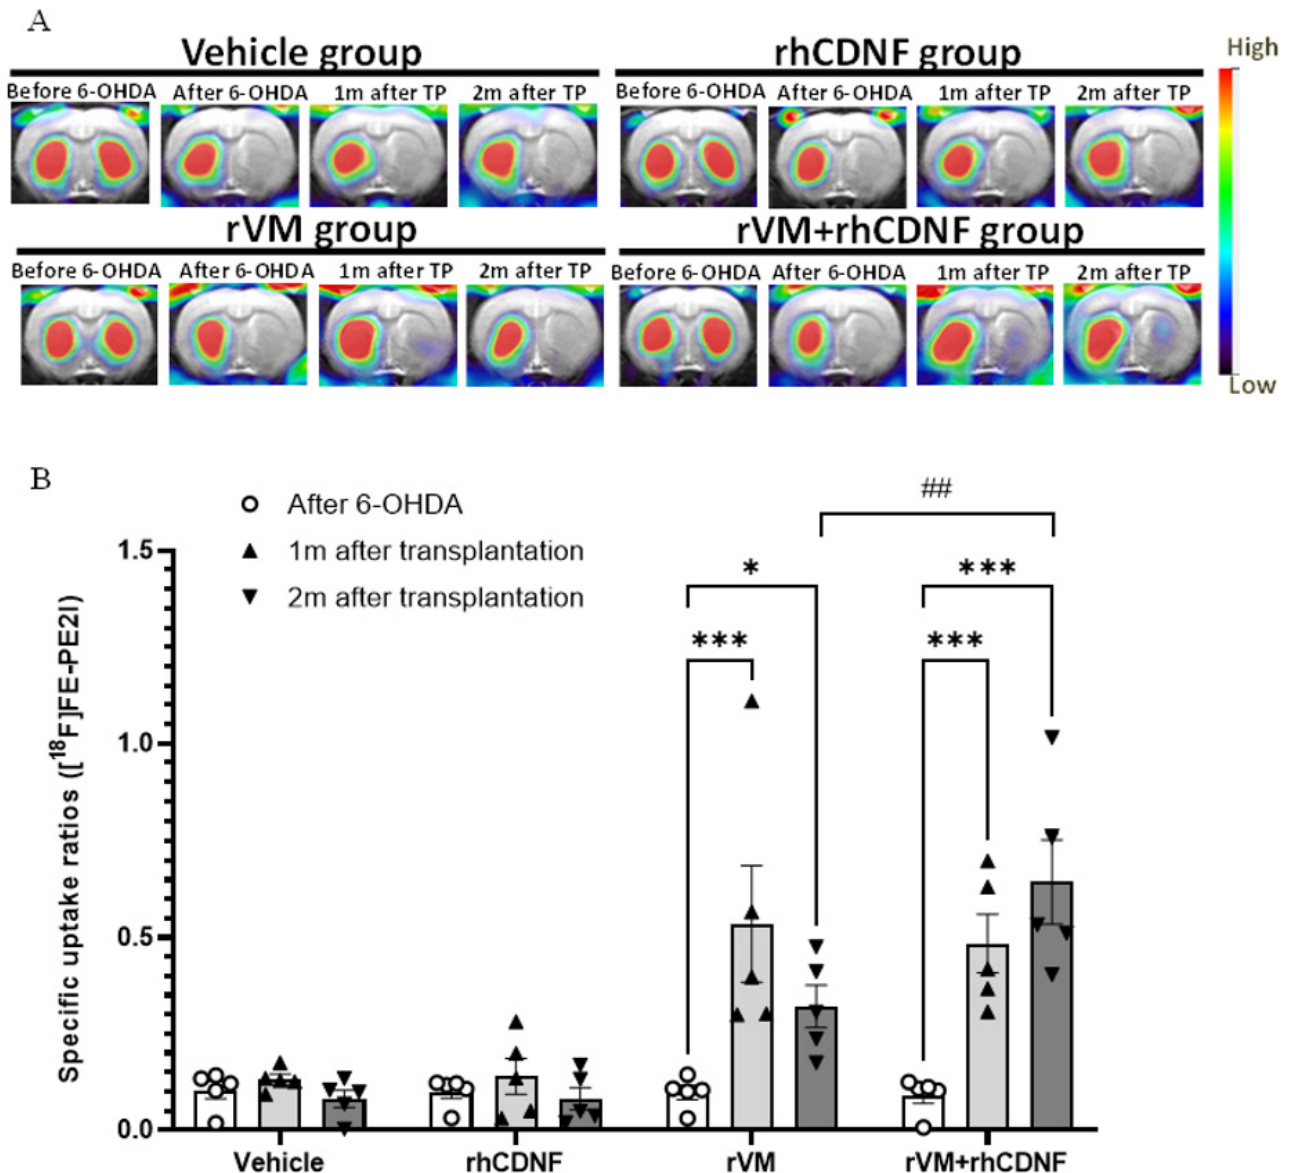 A
Vehicle group
rhCDNF group
High
Before 6-OHDA After 6-OHDA 1m after TP 2m after TP
Before 6-OHDA After 6-OHDA 1m after TP 2m after TP
rVM group
rVM+rhCDNF group
Before 6-OHDA After 6-OHDA 1m after TP 2m after TP
Before 6-OHDA After 6-OHDA 1m after TP 2m after TP
Low
B
After 6-OHDA
1m after transplantation
2m after transplantation
##
* ***
*** ***
Specific uptake ratios ([¹⁸F]FE-PE2I)
1.5
1.0
0.5
0.0
Vehicle rhCDNF rVM rVM+rhCDNF